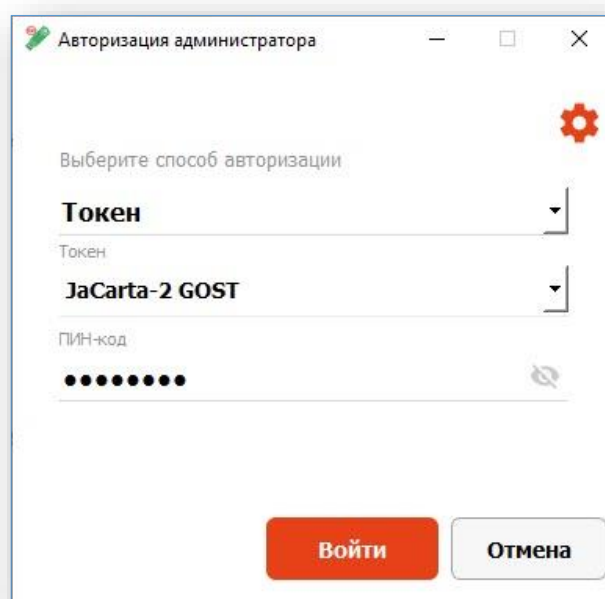 Авторизация администратора
Выберите способ авторизации
Токен
Токен
JaCarta-2 GOST
ПИН-код
••••••••
Войти
Отмена